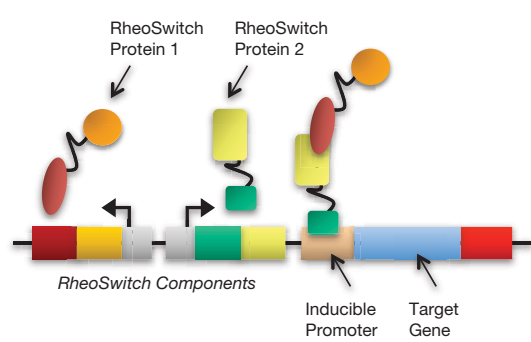 RheoSwitch
Protein 1
RheoSwitch
Protein 2
RheoSwitch Components
Inducible
Promoter
Target
Gene